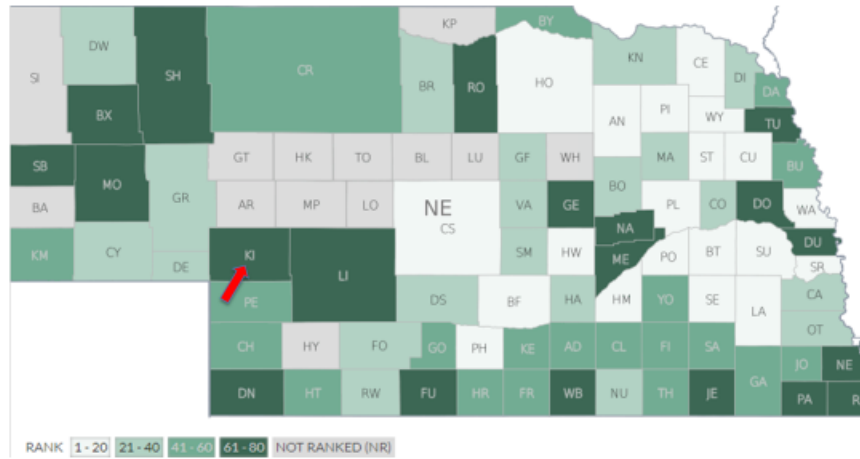 KP BY
DW KN CE
SI SH CR BR RO HO DI DA
BX AN PI WY TU
GT HK TO BL LU GF WH MA ST CU BU
SB MO GR BO
BA AR MP LO NE VA GE PL CO DO WA
CS NA DU
KM CY DE KI SM HW ME PO BT SU SR
LI
PE DS BF HA HM YO SE LA CA
OT
CH HY FO GO PH KE AD CL FI SA JO NE
DN HT RW FU HR FR WB NU TH JE GA PA R
RANK 1 - 20 21 - 40 41 - 60 61 - 80 NOT RANKED (NR)